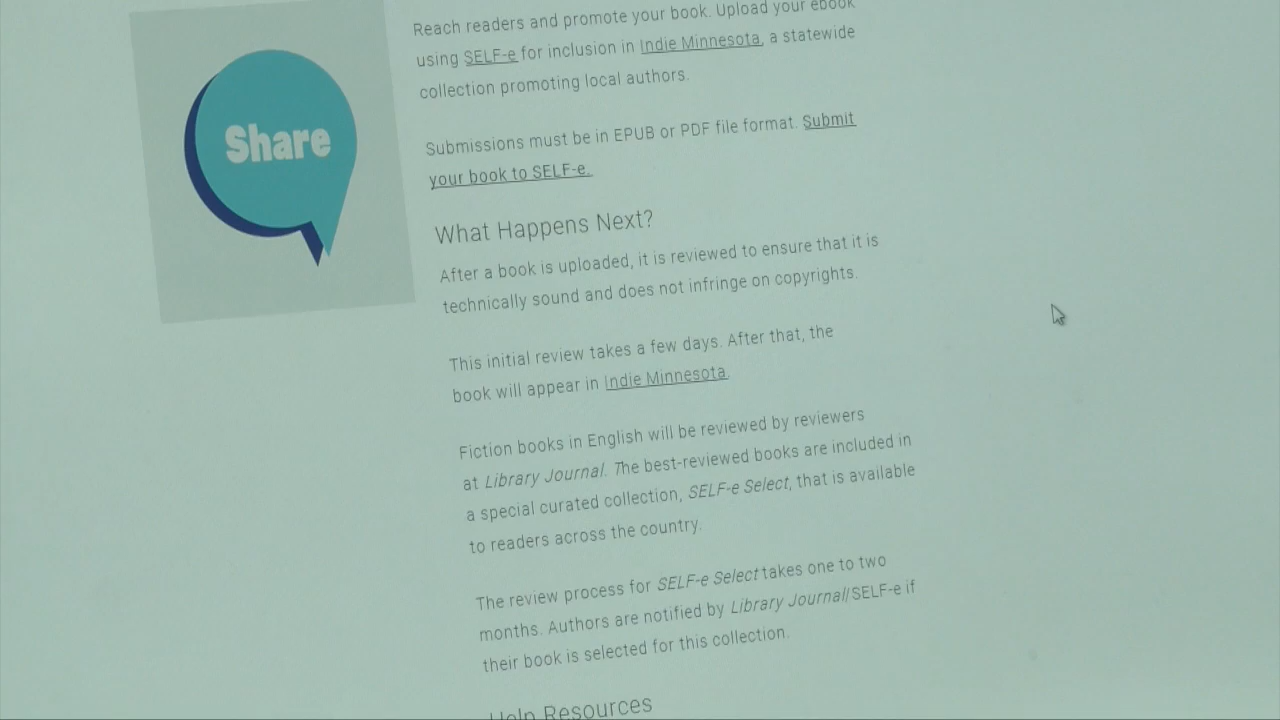 Share
Reach readers and promote your book. Upload your ebook
using SELF-e for inclusion in Indie Minnesota, a statewide
collection promoting local authors.
Submissions must be in EPUB or PDF file format. Submit
your book to SELF-e.
What Happens Next?
After a book is uploaded, it is reviewed to ensure that it is
technically sound and does not infringe on copyrights.
This initial review takes a few days. After that, the
book will appear in Indie Minnesota.
Fiction books in English will be reviewed by reviewers
at Library Journal. The best-reviewed books are included in
a special curated collection, SELF-e Select, that is available
to readers across the country.
The review process for SELF-e Select takes one to two
months. Authors are notified by Library Journal/SELF-e if
their book is selected for this collection.
Help Resources